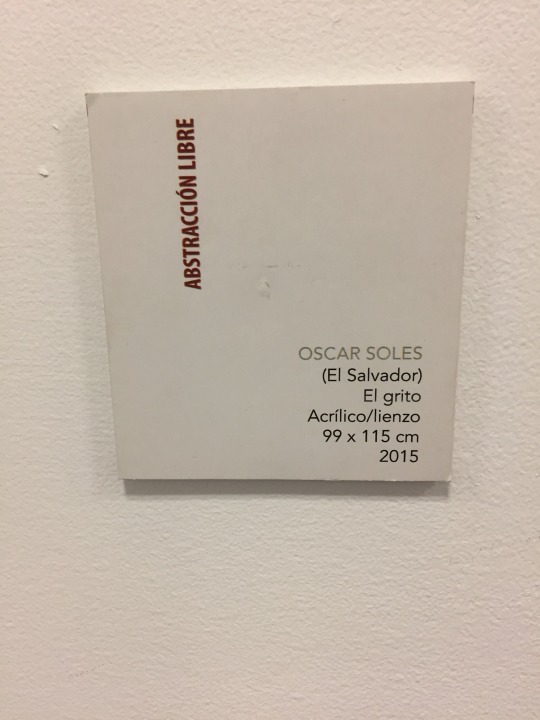 ABSTRACCIÓN LIBRE
OSCAR SOLES
(El Salvador)
El grito
Acrílico/lienzo
99 x 115 cm
2015